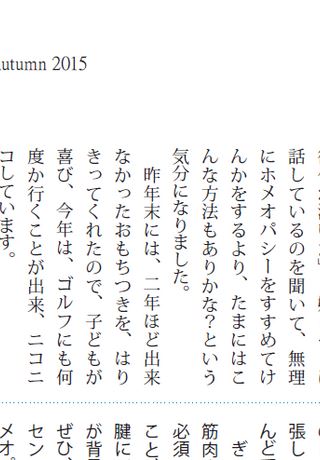 utumn 2015
話しているのを聞いて、無理
にホメオパシーをすすめてけ
んかをするより、たまにはこ
んな方法もありかな？という
気分になりました。
昨年末には、二年ほど出来
なかったおもちつきを、はり
きってくれたので、子どもが
喜び、今年は、ゴルフにも何
度か行くことが出来、ニコニ
コしています。
張し
んど
ぎ
筋肉
必須
こと、
腱に
が背
ぜひ、
セン
メオ